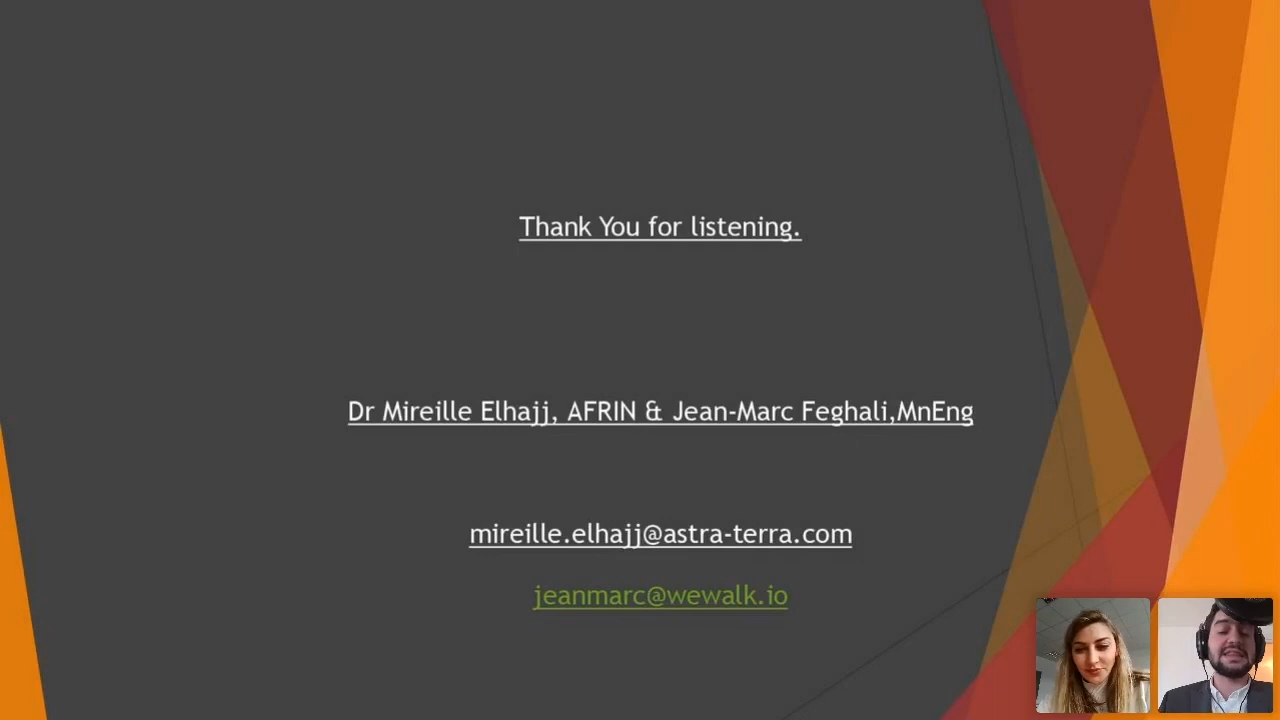 Thank You for listening.
Dr Mireille Elhajj, AFRIN & Jean-Marc Feghali,MnEng
mireille.elhajj@astra-terra.com
jeanmarc@wewalk.io